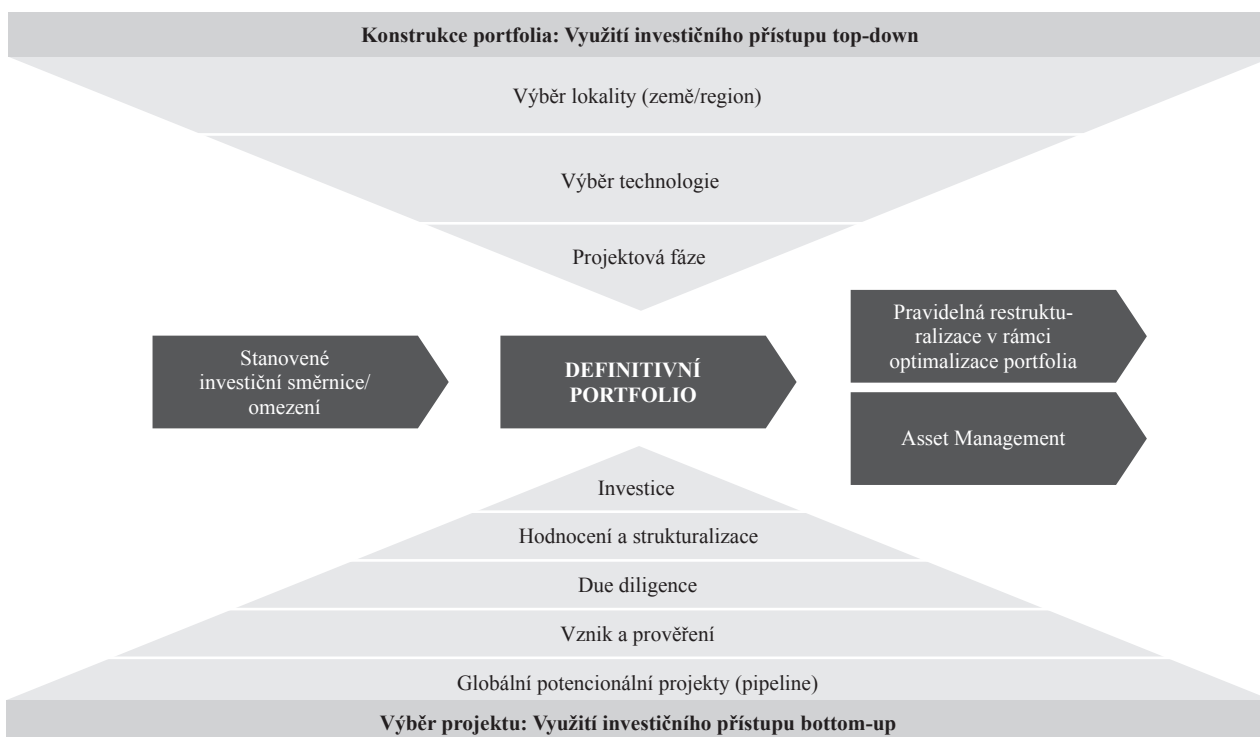 Konstrukce portfolia: Využití investičního přístupu top-down
Výběr lokality (země/region)
Výběr technologie
Projektová fáze
Stanovené
investiční směrnice/
omezení
DEFINITIVNÍ
PORTFOLIO
Pravidelná restruktu-
ralizace v rámci
optimalizace portfolia
Asset Management
Investice
Hodnocení a strukturalizace
Due diligence
Vznik a prověření
Globální potencionální projekty (pipeline)
Výběr projektu: Využití investičního přístupu bottom-up